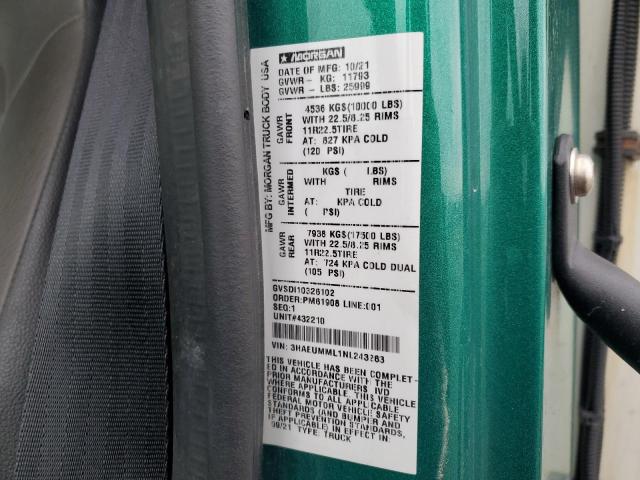 MORGAN
MFG BY: MORGAN TRUCK BODY USA
DATE OF MFG: 10/21
GVWR - KG: 11793
GVWR - LBS: 25999
GAWR
FRONT
4536 KGS(10000 LBS)
WITH 22.5/8.25 RIMS
11R22.5TIRE
AT: 827 KPA COLD
(120 PSI)
GAWR
INTERMED
KGS ( LBS)
WITH RIMS
TIRE
AT: KPA COLD
( PSI)
GAWR
REAR
7938 KGS(17500 LBS)
WITH 22.5/8.25 RIMS
11R22.5TIRE
AT: 724 KPA COLD DUAL
(105 PSI)
GVSDI10326102
ORDER:PM61908 LINE:001
SEQ:1
UNIT#432210
VIN: 3HAEUMML1NL243263
THIS VEHICLE HAS BEEN COMPLET-
ED IN ACCORDANCE WITH THE
PRIOR MANUFACTURERS' IVD
WHERE APPLICABLE. THIS VEHICLE
CONFORMS TO ALL APPLICABLE
FEDERAL MOTOR VEHICLE SAFETY
STANDARDS (AND BUMPER AND
THEFT PREVENTION STANDARDS,
IF APPLICABLE) IN EFFECT IN:
09/21 TYPE: TRUCK